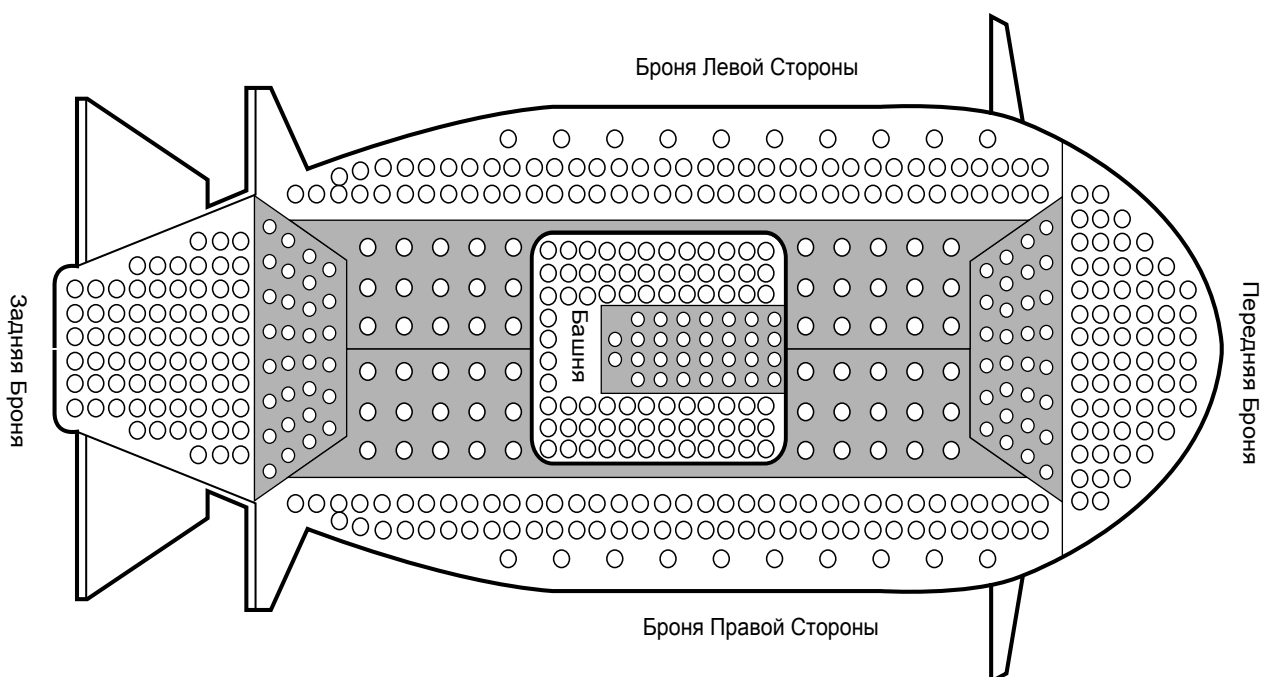 Броня Левой Стороны
Задняя Броня
Башня
Передняя Броня
Броня Правой Стороны